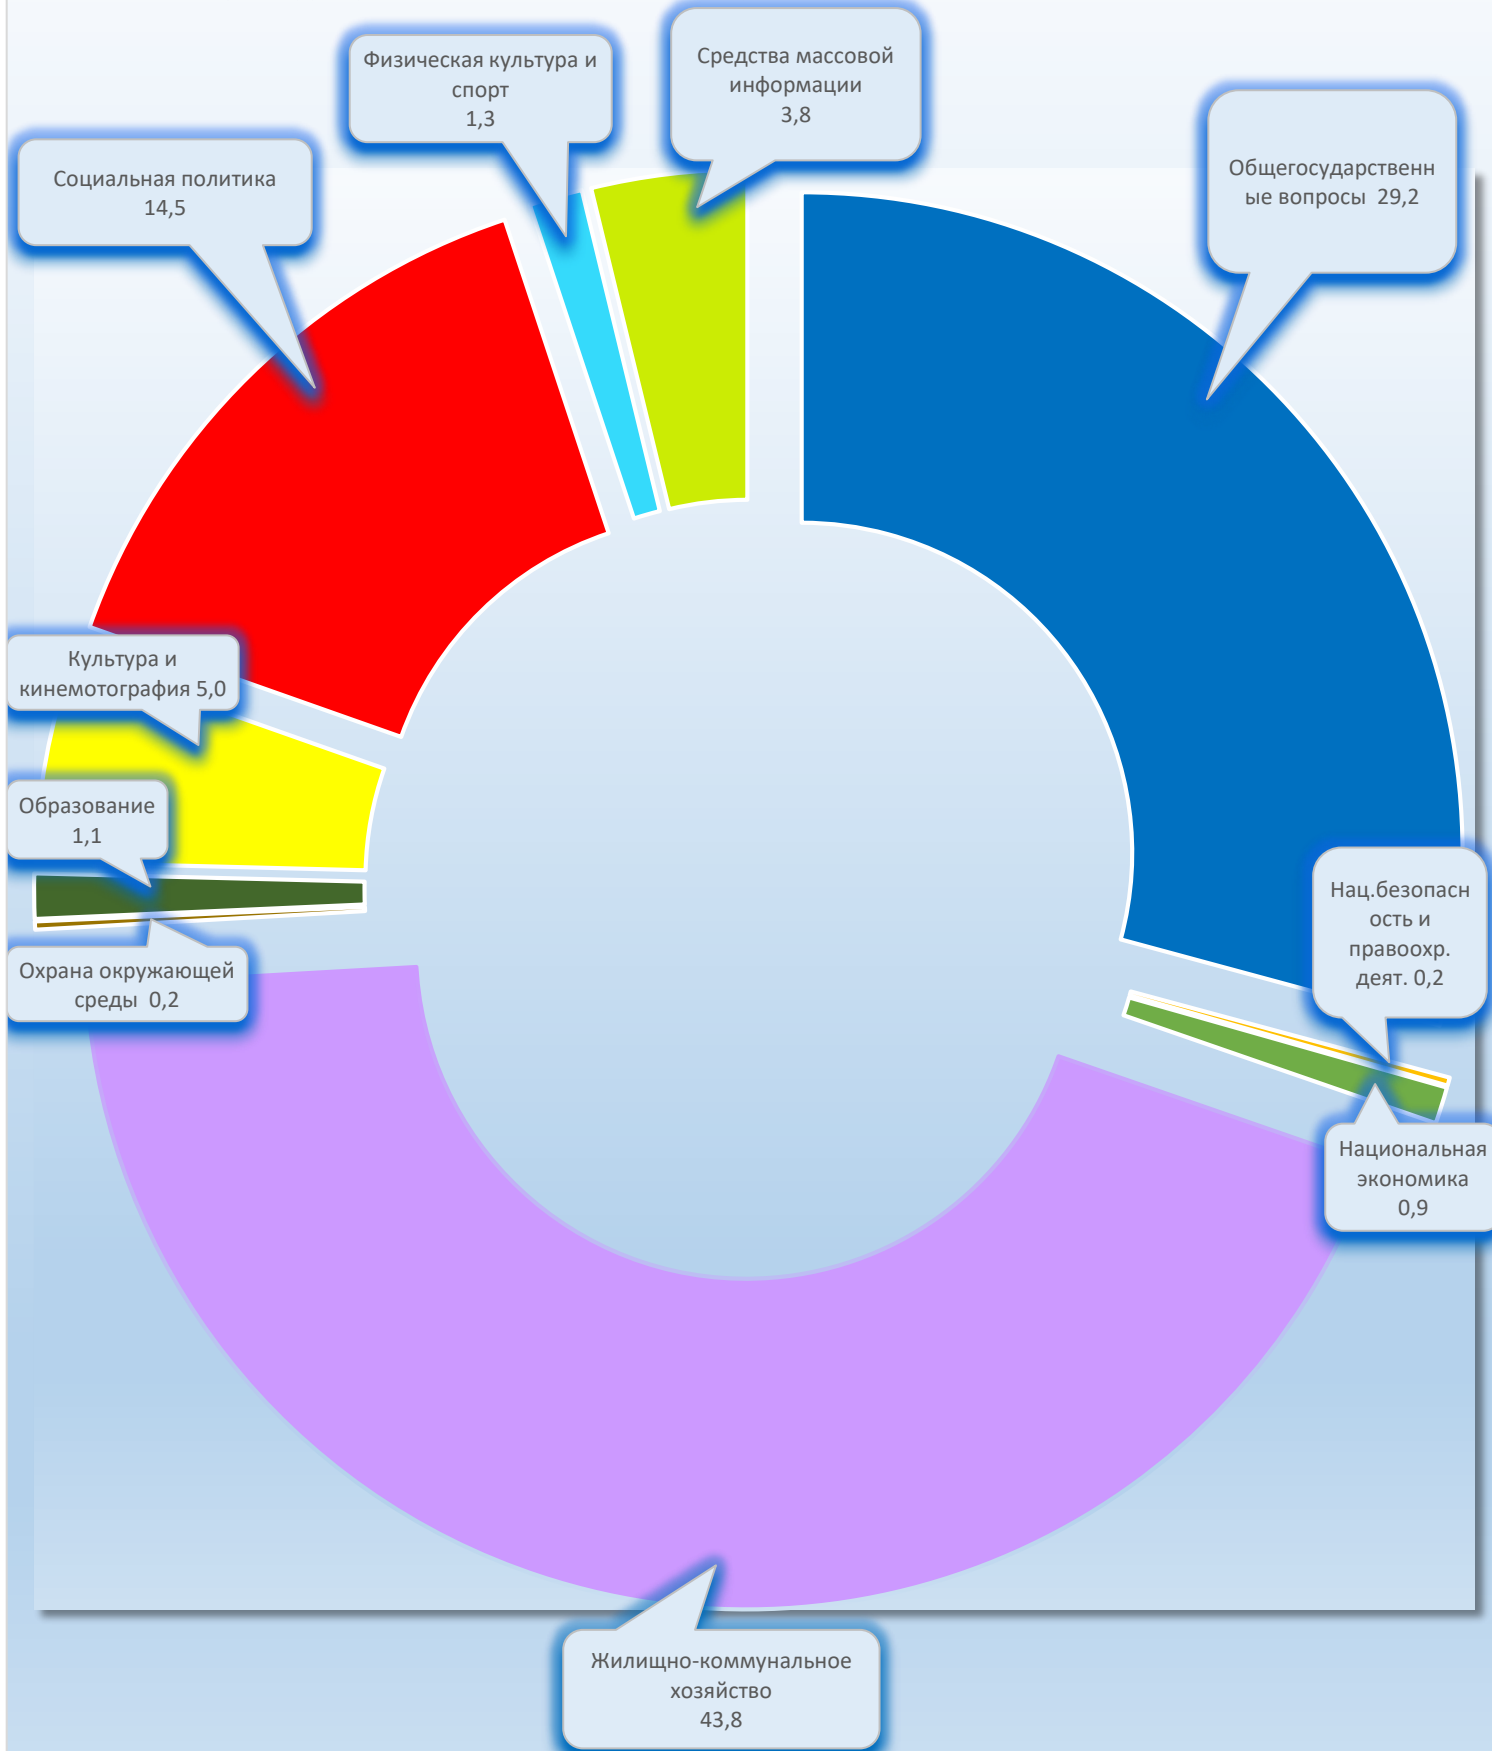 Физическая культура и
спорт
1,3
Средства массовой
информации
3,8
Общегосударственн
ые вопросы  29,2
Социальная политика
14,5
Культура и
кинемотография 5,0
Образование
1,1
Нац.безопасн
ость и
правоохр.
деят. 0,2
Охрана окружающей
среды  0,2
Национальная
экономика
0,9
Жилищно-коммунальное
хозяйство
43,8